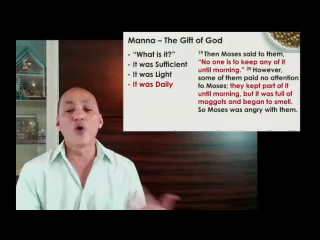 Manna – The Gift of God
- "What is it?"
- It was Sufficient
- It was Light
- It was Daily
19 Then Moses said to them,
"No one is to keep any of it
until morning." 20 However,
some of them paid no attention
to Moses; they kept part of it
until morning, but it was full of
maggots and began to smell.
So Moses was angry with them.